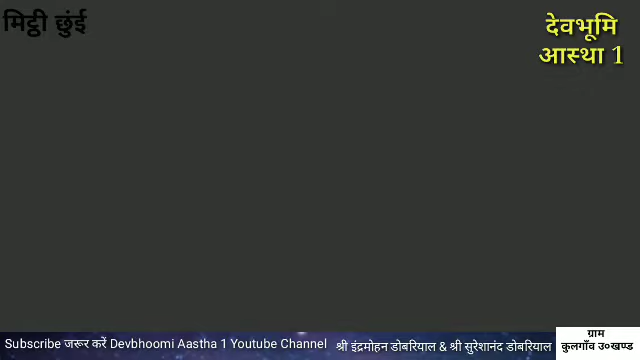 मिट्ठी छुंई
देवभूमि
आस्था 1
Subscribe जरूर करें Devbhoomi Aastha 1 Youtube Channel
श्री इंद्रमोहन डोबरियाल & श्री सुरेशानंद डोबरियाल
ग्राम
कुलगाँव उ०खण्ड